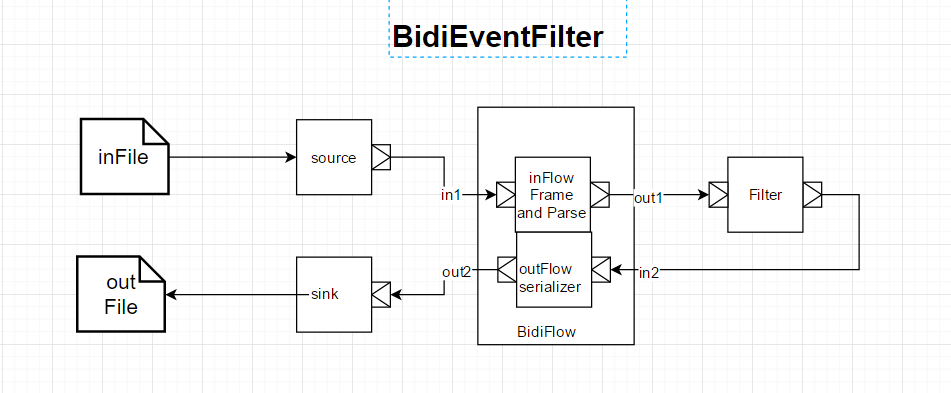 BidiEventFilter
inFile
source
in1
inFlow
Frame
and Parse
out1
Filter
out
File
sink
out2
outFlow
serializer
in2
BidiFlow